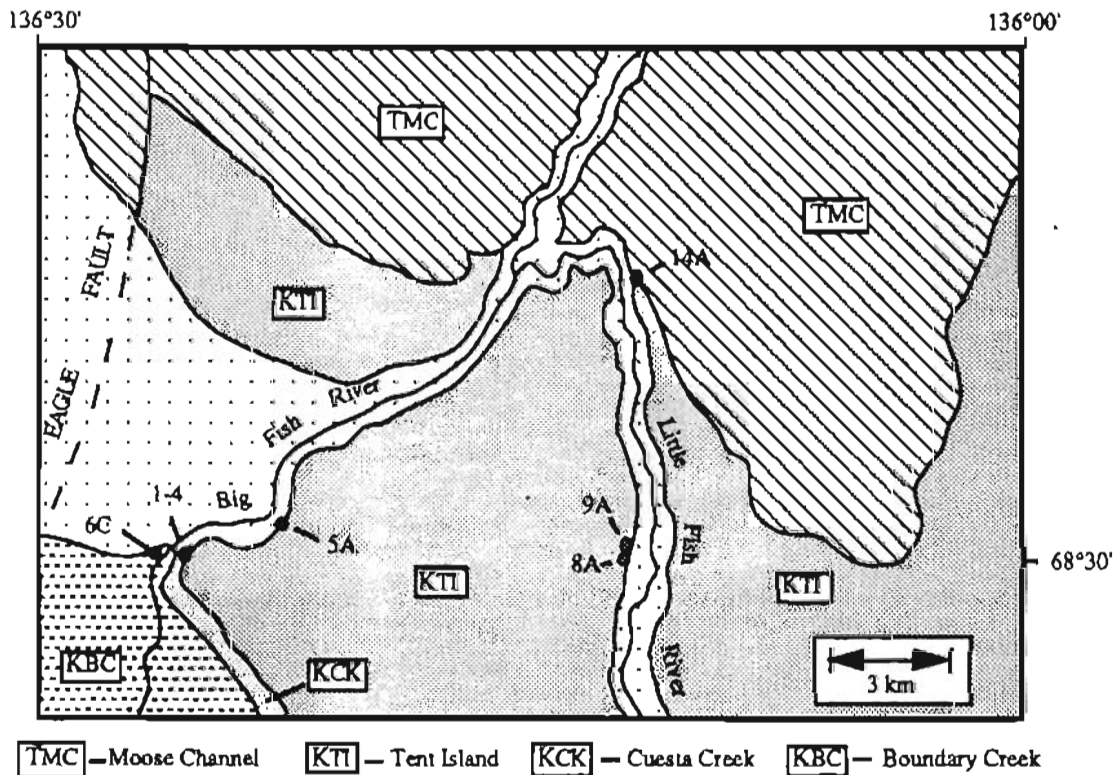 136°30'
136°00'
TMC
TMC
14A
FAULT
KTI
EAGLE
River
Fish
Big
Little
Fish
River
1-4
6C
5A
9A
8A
68°30'
KTI
KTI
KBC
KCK
3 km
TMC – Moose Channel KTI – Tent Island KCK – Cuesta Creek KBC – Boundary Creek